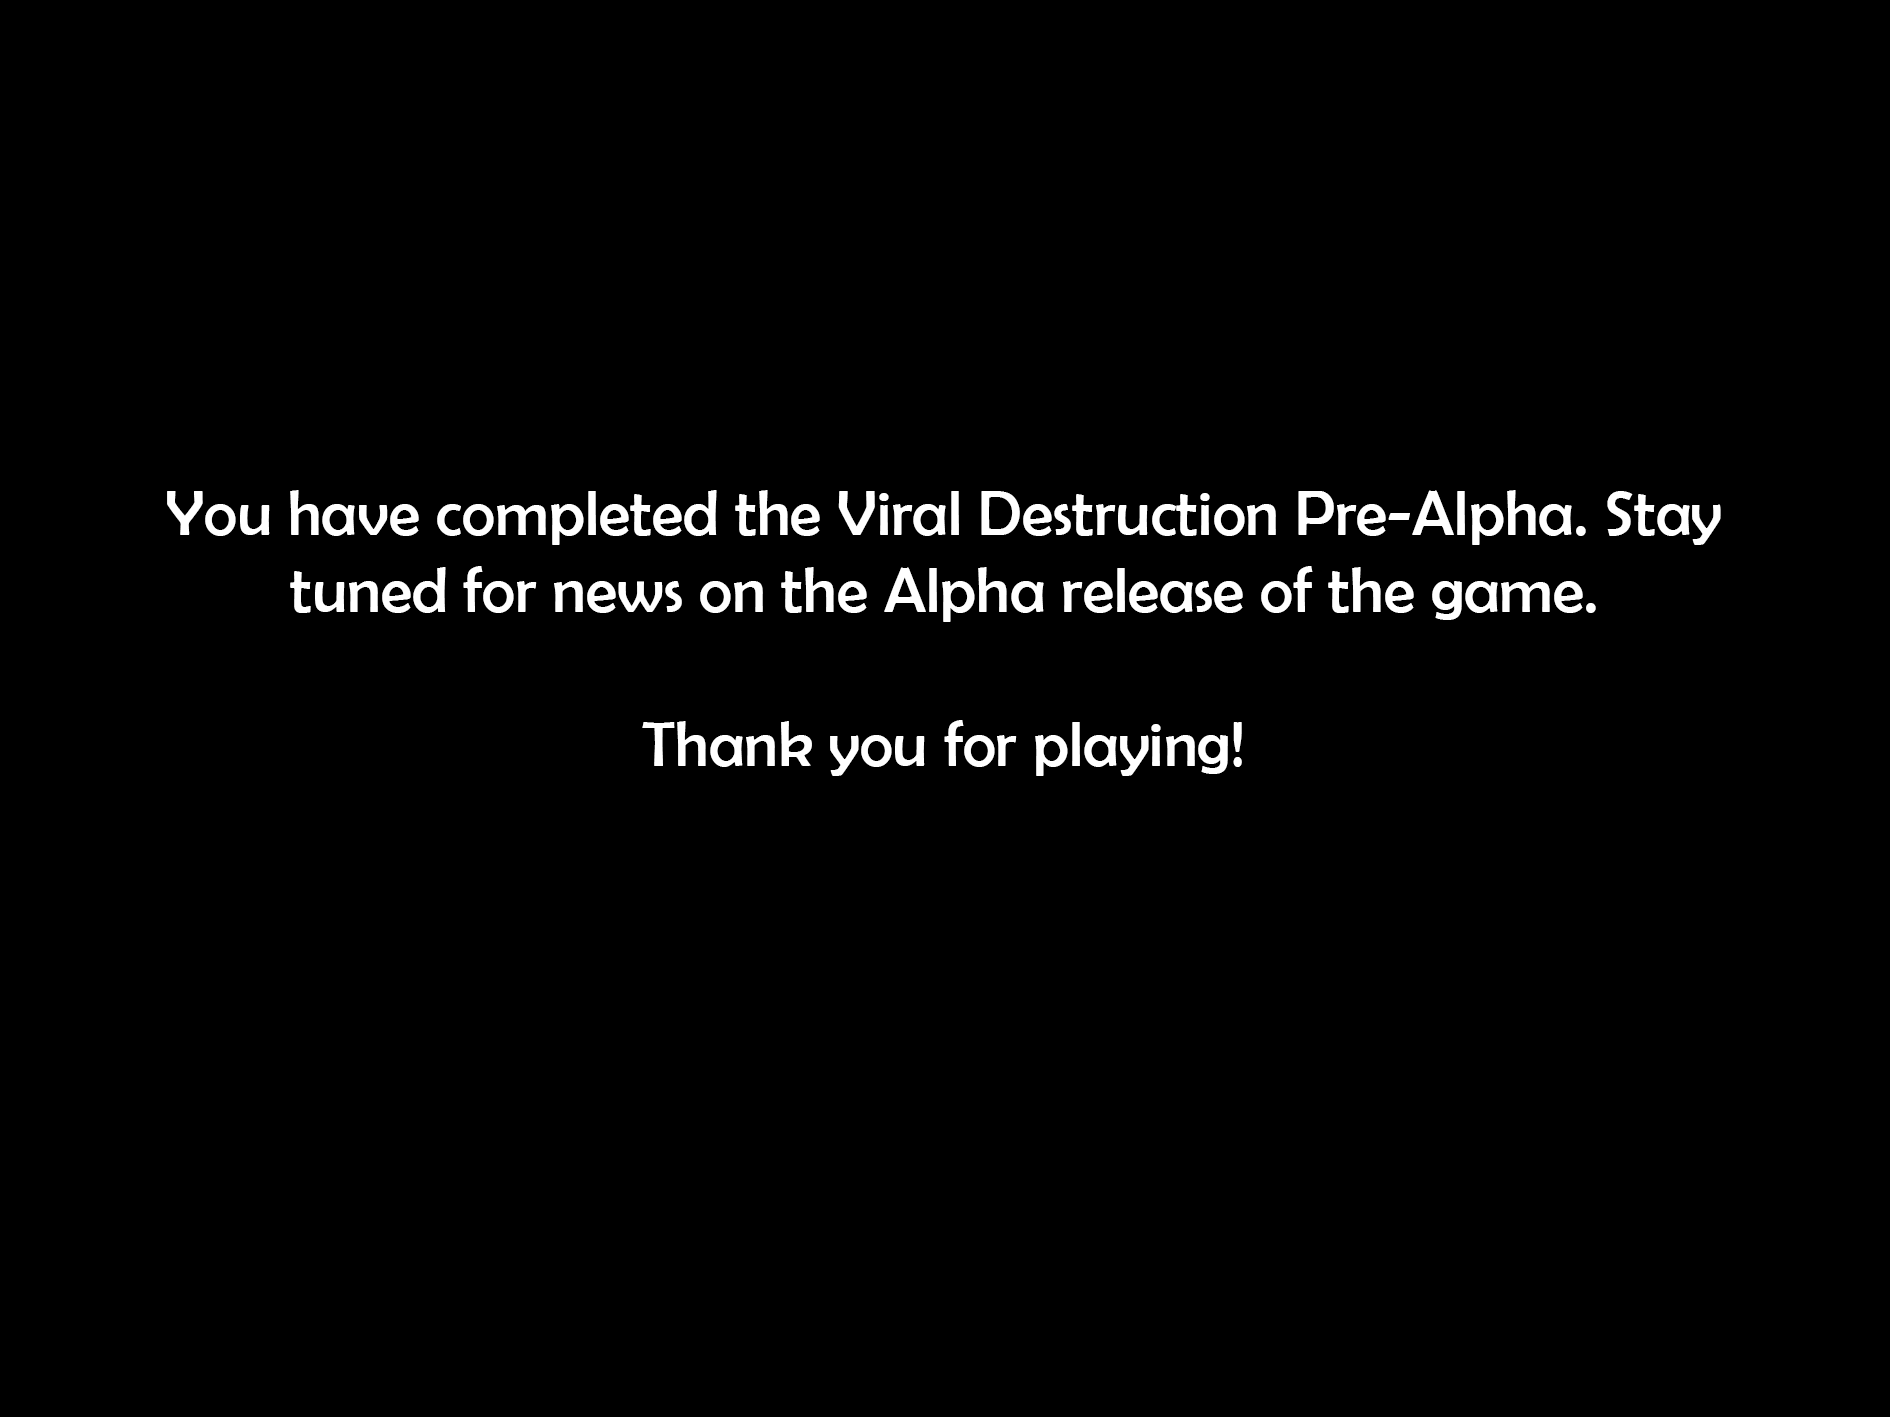 You have completed the Viral Destruction Pre-Alpha. Stay
tuned for news on the Alpha release of the game.
Thank you for playing!